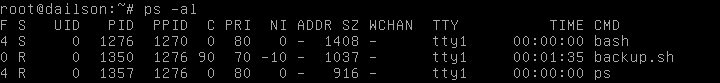 root@dailson:~# ps -al
F S   UID   PID  PPID  C PRI  NI ADDR SZ WCHAN  TTY          TIME CMD
4 S     0  1276  1270  0  80   0 -  1408 -      tty1     00:00:00 bash
0 R     0  1350  1276 90  70 -10 -  1037 -      tty1     00:01:35 backup.sh
4 R     0  1357  1276  0  80   0 -   916 -      tty1     00:00:00 ps